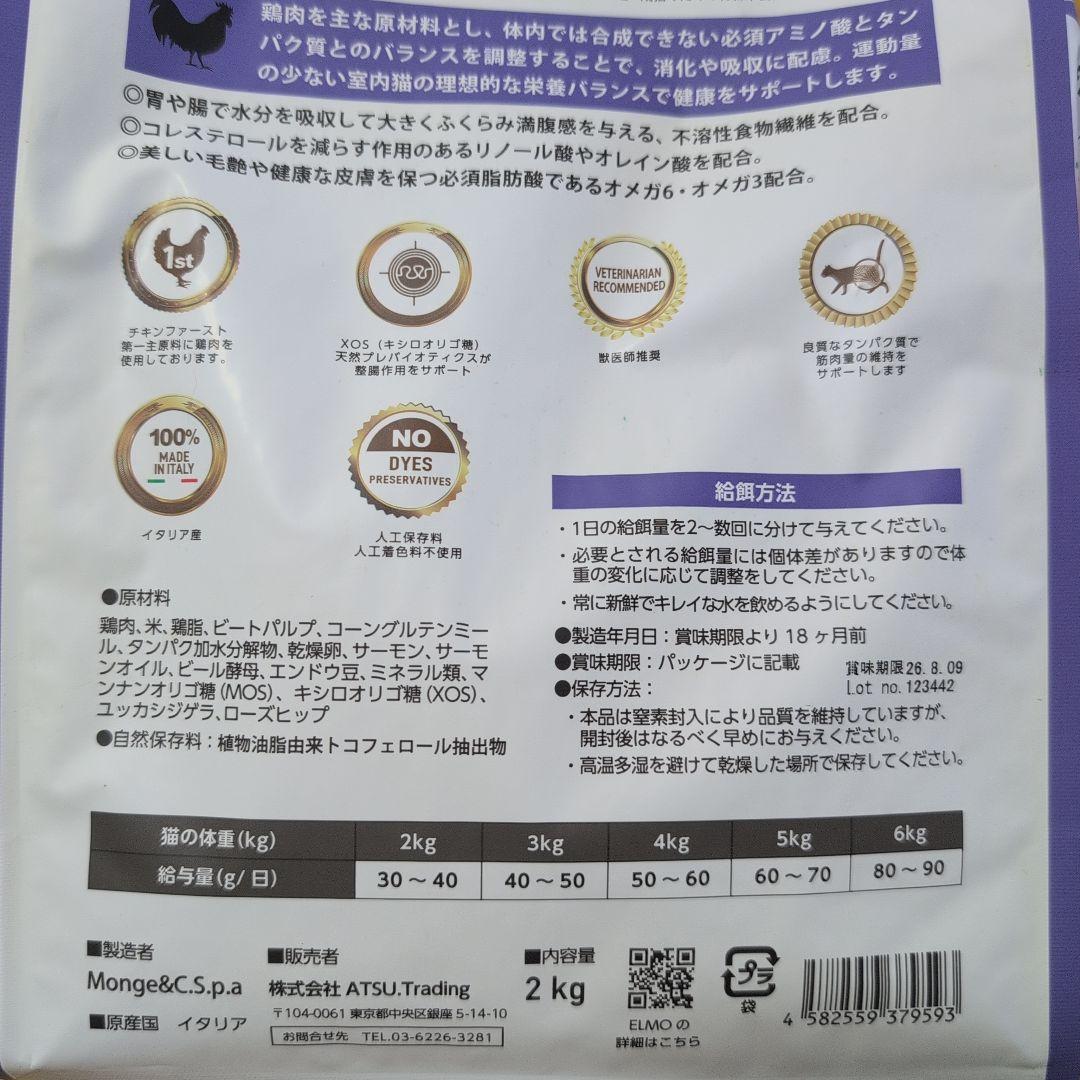 鶏肉を主な原材料とし、体内では合成できない必須アミノ酸とタン
パク質とのバランスを調整することで、消化や吸収に配慮。運動量
の少ない室内猫の理想的な栄養バランスで健康をサポートします。
◎胃や腸で水分を吸収して大きくふくらみ満腹感を与える、不溶性食物繊維を配合。
◎コレステロールを減らす作用のあるリノール酸やオレイン酸を配合。
◎美しい毛艶や健康な皮膚を保つ必須脂肪酸であるオメガ6・オメガ3配合。
1st
チキンファースト
第一主原料に鶏肉を
使用しております。
XOS（キシロオリゴ糖）
天然プレバイオティクスが
整腸作用をサポート
VETERINARIAN
RECOMMENDED
獣医師推奨
良質なタンパク質で
筋肉量の維持を
サポートします
100%
MADE
IN ITALY
イタリア産
NO
DYES
PRESERVATIVES
人工保存料
人工着色料不使用
●原材料
鶏肉、米、鶏脂、ビートパルプ、コーングルテンミー
ル、タンパク加水分解物、乾燥卵、サーモン、サーモ
ンオイル、ビール酵母、エンドウ豆、ミネラル類、マ
ンナンオリゴ糖（MOS）、キシロオリゴ糖（XOS）、
ユッカシジゲラ、ローズヒップ
●自然保存料：植物油脂由来トコフェロール抽出物
給餌方法
・1日の給餌量を2〜数回に分けて与えてください。
・必要とされる給餌量には個体差がありますので体
重の変化に応じて調整をしてください。
・常に新鮮でキレイな水を飲めるようにしてください。
●製造年月日：賞味期限より18ヶ月前
●賞味期限：パッケージに記載
賞味期限26.8.09
Lot no.123442
●保存方法：
・本品は窒素封入により品質を維持していますが、
開封後はなるべく早めにお与えください。
・高温多湿を避けて乾燥した場所で保存してください。
猫の体重(kg) 2kg 3kg 4kg 5kg 6kg
給与量(g/日) 30〜40 40〜50 50〜60 60〜70 80〜90
■製造者
Monge&C.S.p.a
■原産国 イタリア
■販売者
株式会社 ATSU.Trading
〒104-0061 東京都中央区銀座 5-14-10
お問合せ先 TEL.03-6226-3281
■内容量
2 kg
ELMOの
詳細はこちら
プラ
袋
4 582559 379593